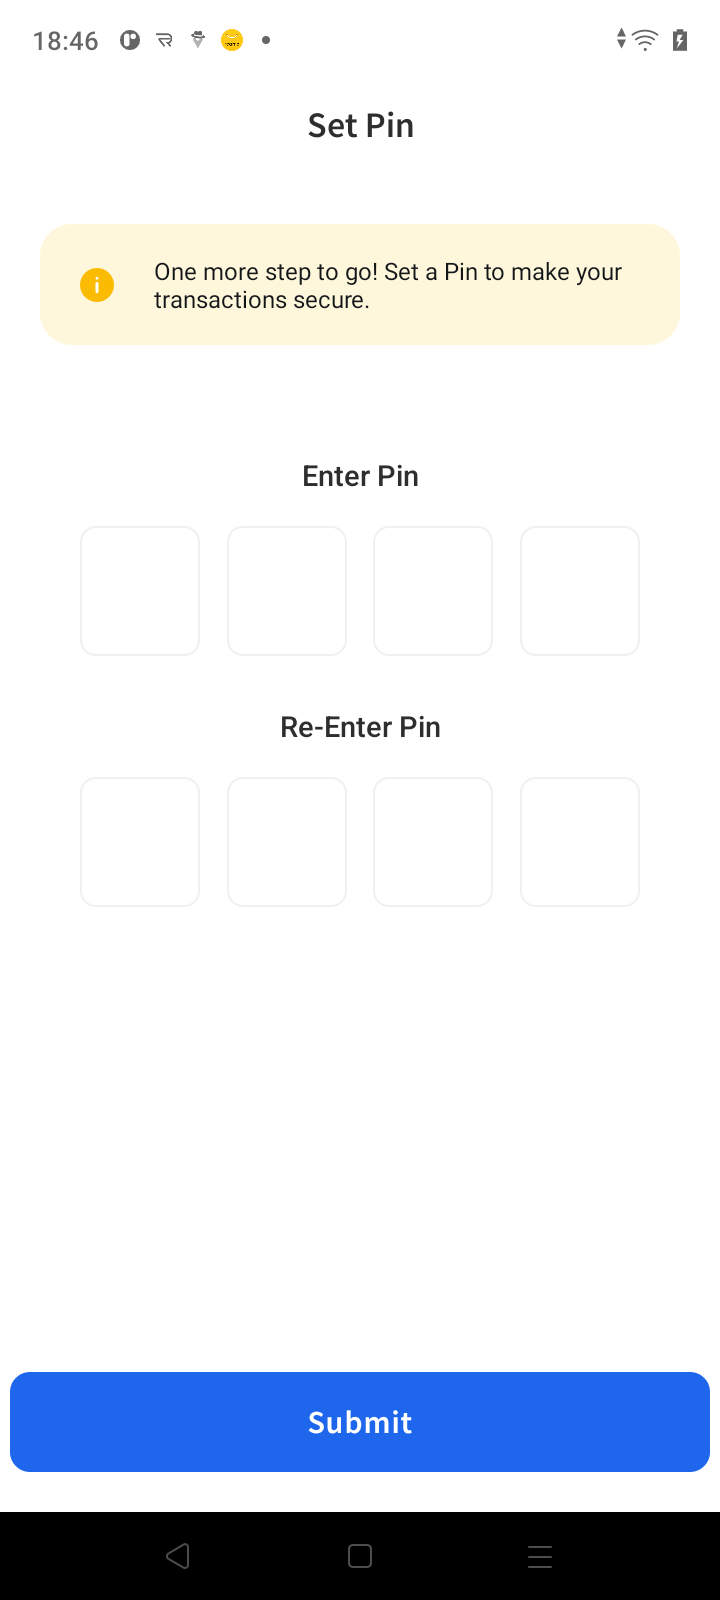 18:46
Set Pin
One more step to go! Set a Pin to make your
transactions secure.
Enter Pin
Re-Enter Pin
Submit